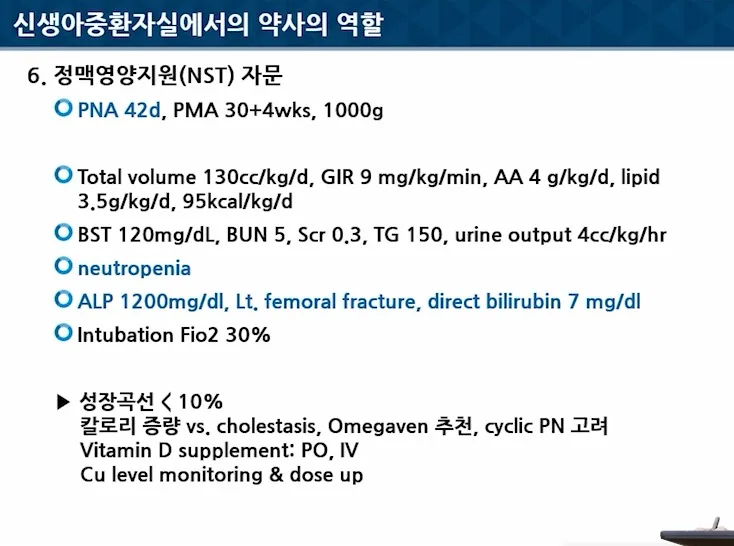 신생아중환자실에서의 약사의 역할
6. 정맥영양지원(NST) 자문
PNA 42d, PMA 30+4wks, 1000g
Total volume 130cc/kg/d, GIR 9 mg/kg/min, AA 4 g/kg/d, lipid
3.5g/kg/d, 95kcal/kg/d
BST 120mg/dL, BUN 5, Scr 0.3, TG 150, urine output 4cc/kg/hr
neutropenia
ALP 1200mg/dl, Lt. femoral fracture, direct bilirubin 7 mg/dl
Intubation Fio2 30%
▶ 성장곡선 < 10%
칼로리 증량 vs. cholestasis, Omegaven 추천, cyclic PN 고려
Vitamin D supplement: PO, IV
Cu level monitoring & dose up